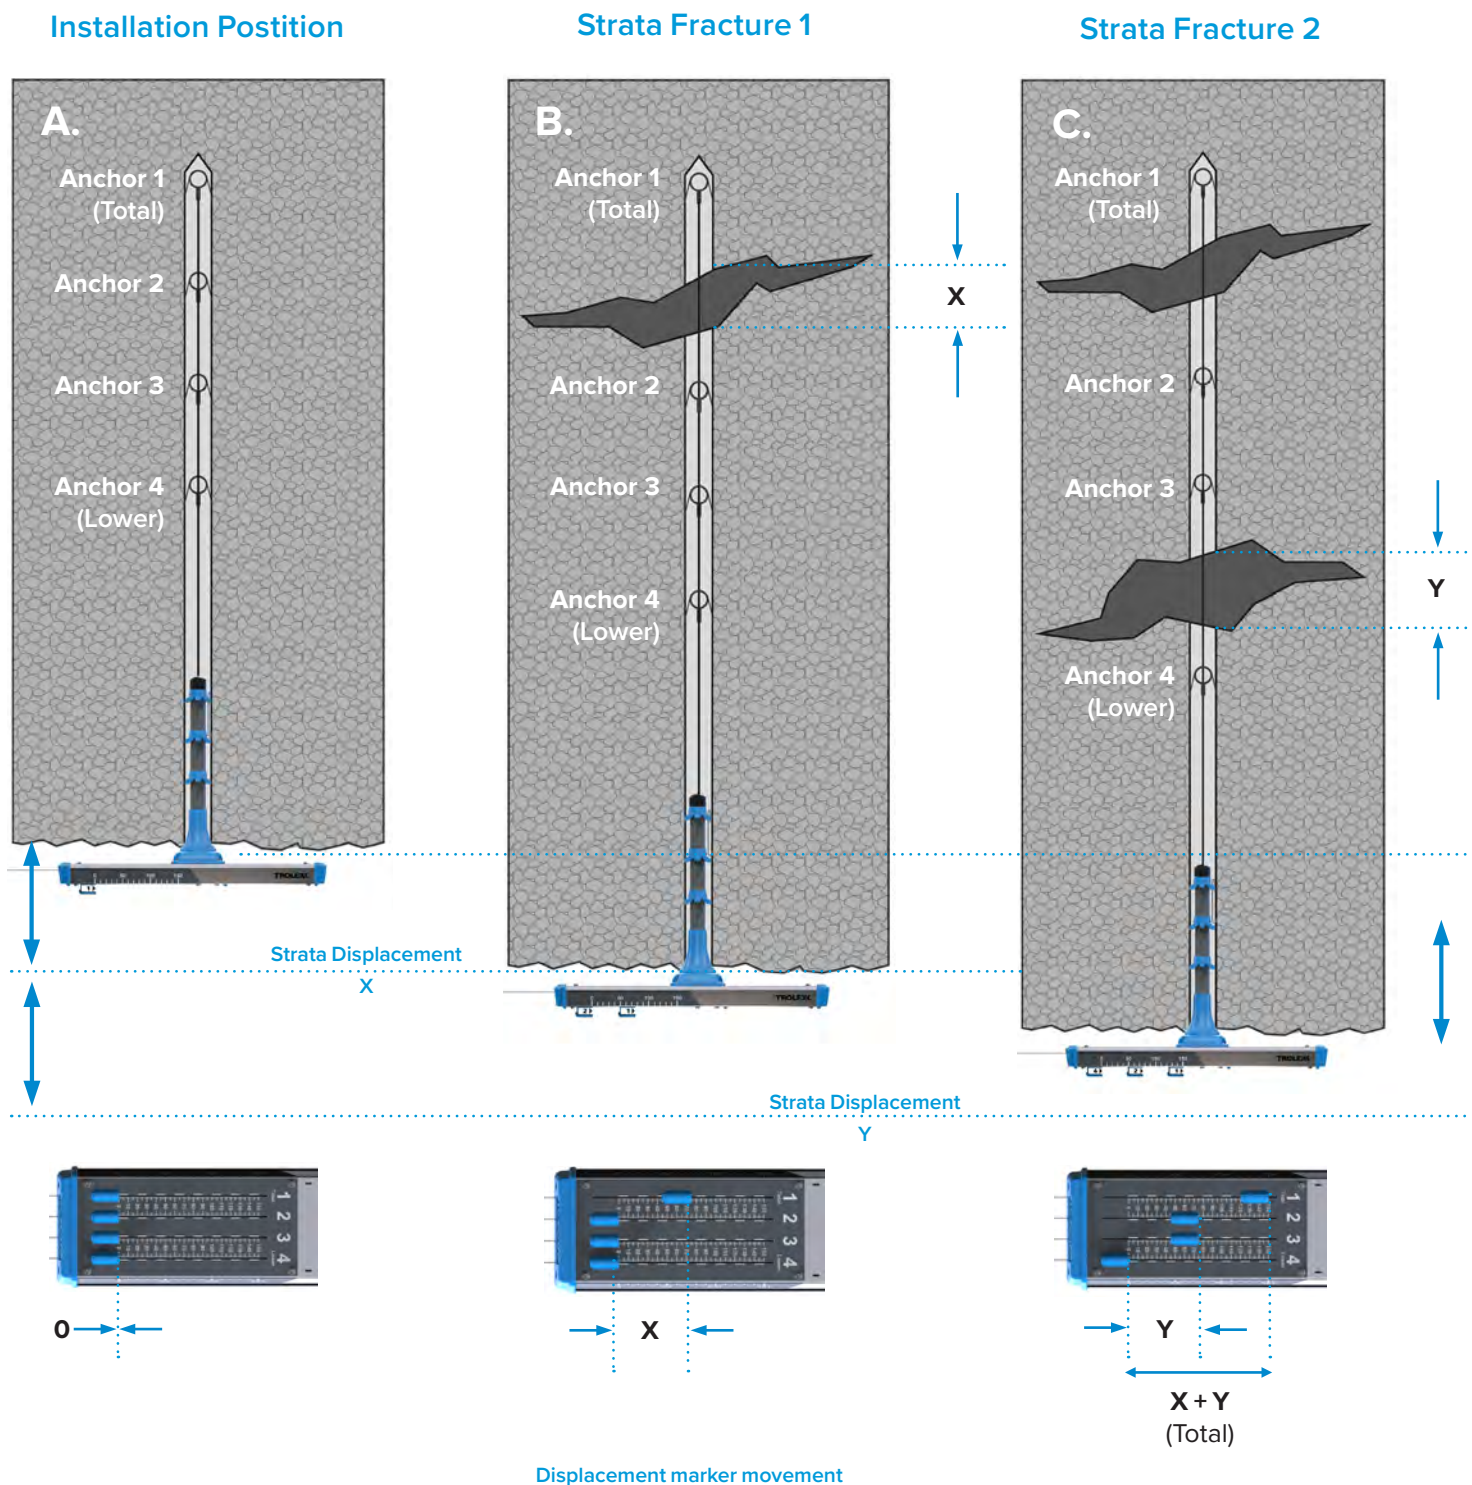 Installation Postition
Strata Fracture 1
Strata Fracture 2
A.
Anchor 1
(Total)
Anchor 2
Anchor 3
Anchor 4
(Lower)
TROLEX
B.
Anchor 1
(Total)
X
Anchor 2
Anchor 3
Anchor 4
(Lower)
TROLEX
C.
Anchor 1
(Total)
Anchor 2
Anchor 3
Y
Anchor 4
(Lower)
TROLEX
Strata Displacement
X
Strata Displacement
Y
1
2
3
4
0
1
2
3
4
X
1
2
3
4
Y
X + Y
(Total)
Displacement marker movement